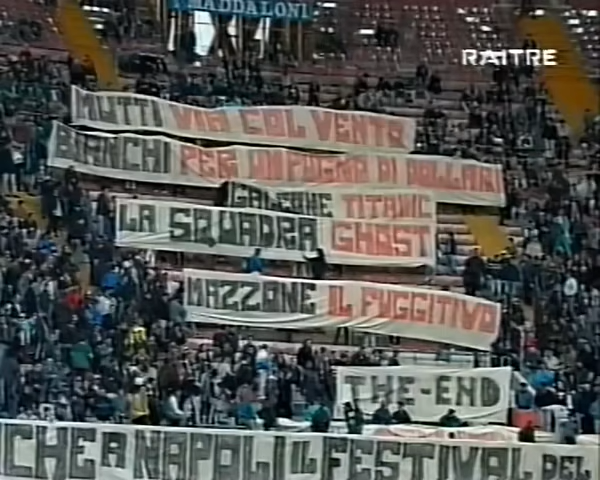 MADDALONI
RAITRE
MUTTI VIA COL VENTO
BIANCHI PER UN PUGNO DI DOLLARI
GALEONE TITANIC
LA SQUADRA GHOST
MAZZONE IL FUGGITIVO
THE-END
CHE A NAPOLI IL FESTIVAL DEL